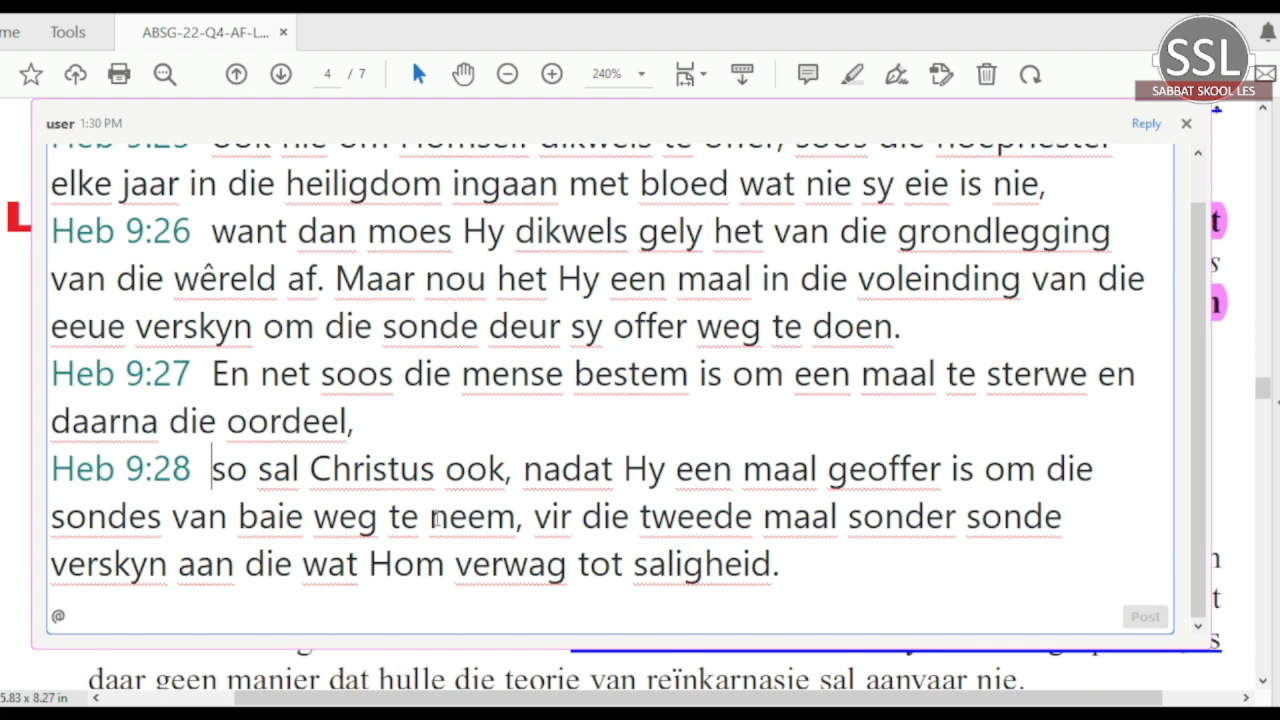 me Tools ABSG-22-Q4-AF-L... ×
4 / 7 240%
SSL
SABBAT SKOOL LES
user 1:30 PM Reply
elke jaar in die heiligdom ingaan met bloed wat nie sy eie is nie,
Heb 9:26 want dan moes Hy dikwels gely het van die grondlegging
van die wêreld af. Maar nou het Hy een maal in die voleinding van die
eeue verskyn om die sonde deur sy offer weg te doen.
Heb 9:27 En net soos die mense bestem is om een maal te sterwe en
daarna die oordeel,
Heb 9:28 so sal Christus ook, nadat Hy een maal geoffer is om die
sondes van baie weg te neem, vir die tweede maal sonder sonde
verskyn aan die wat Hom verwag tot saligheid.
@ Post
daar geen manier dat hulle die teorie van reïnkarnasie sal aanvaar nie.
5.83 x 8.27 in